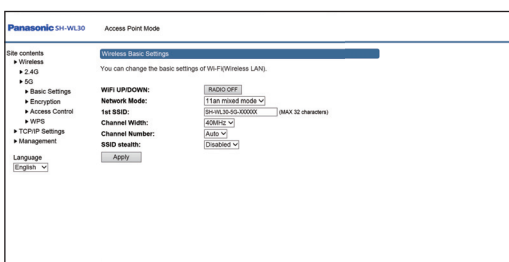 Panasonic SH-WL30 Access Point Mode
Site contents
Wireless
2.4G
5G
Basic Settings
Encryption
Access Control
WPS
TCP/IP Settings
Management
Language
English
Wireless Basic Settings
You can change the basic settings of Wi-Fi(Wireless LAN).
WiFi UP/DOWN: RADIO OFF
Network Mode: 11an mixed mode
1st SSID: SH-WL30-5G-XXXXXX (MAX 32 characters)
Channel Width: 40MHz
Channel Number: Auto
SSID stealth: Disabled
Apply